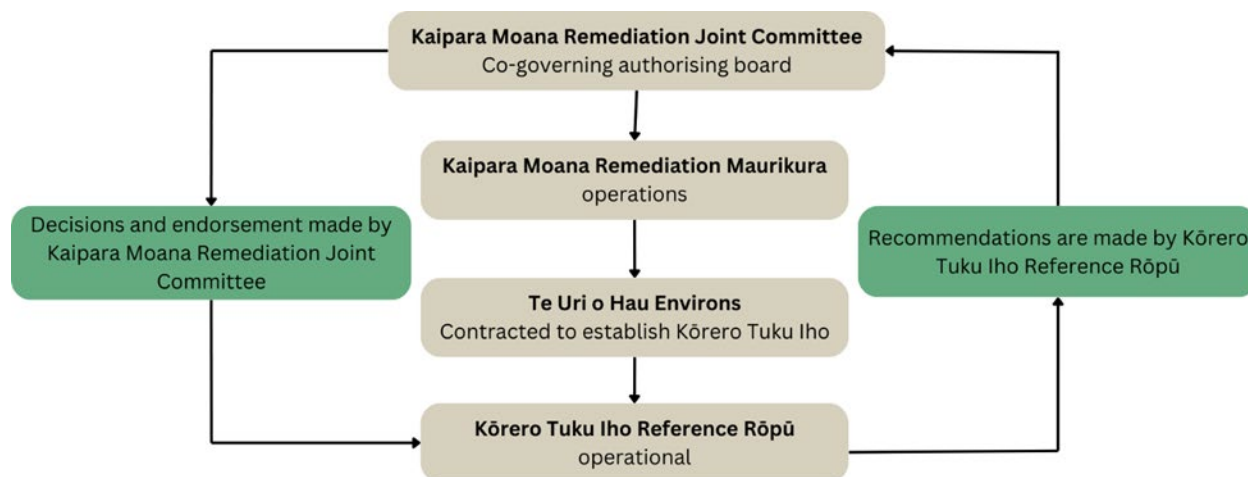 Kaipara Moana Remediation Joint Committee
Co-governing authorising board
Kaipara Moana Remediation Maurikura
operations
Decisions and endorsement made by
Kaipara Moana Remediation Joint
Committee
Recommendations are made by Kōrero
Tuku Iho Reference Rōpū
Te Uri o Hau Environs
Contracted to establish Kōrero Tuku Iho
Kōrero Tuku Iho Reference Rōpū
operational